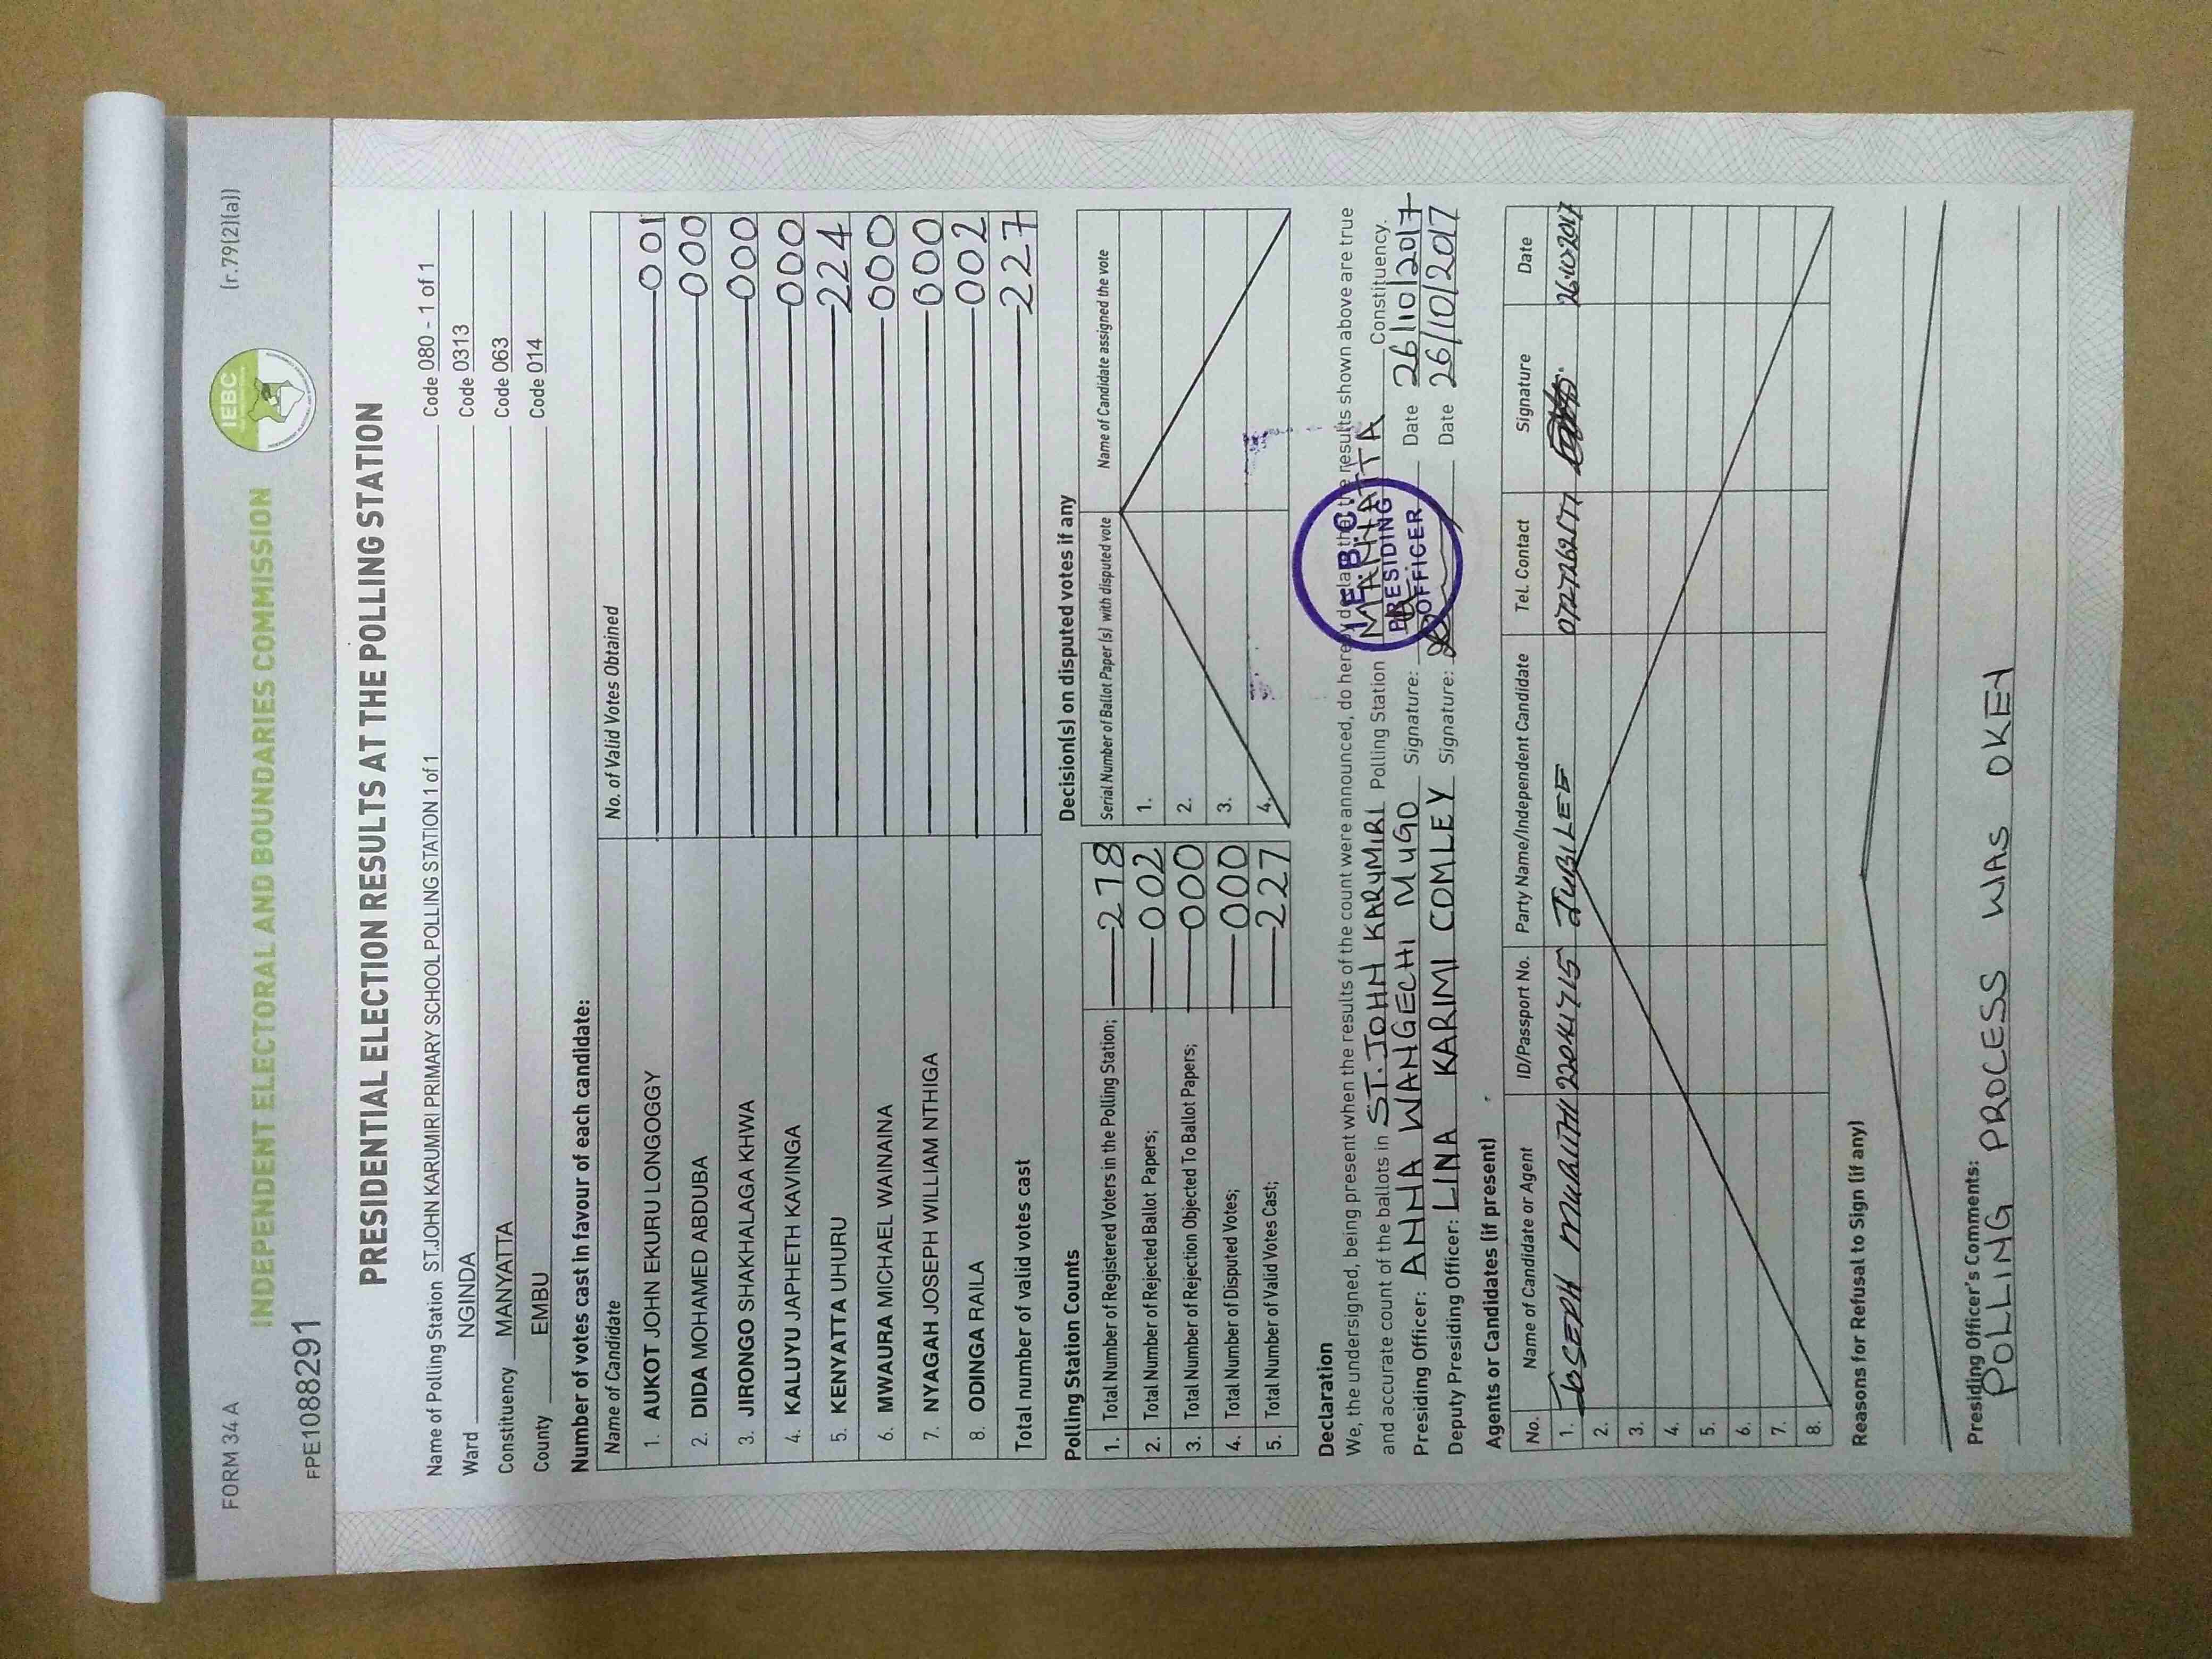 FORM 34 A
(r.79(2)(a))
IEBC
INDEPENDENT ELECTORAL AND BOUNDARIES COMMISSION
FPE1088291
PRESIDENTIAL ELECTION RESULTS AT THE POLLING STATION
Name of Polling Station ST.JOHN KARUMIRI PRIMARY SCHOOL POLLING STATION 1 of 1 Code 080 - 1 of 1
Ward NGINDA Code 0313
Constituency MANYATTA Code 063
County EMBU Code 014
Number of votes cast in favour of each candidate:
Name of Candidate No. of Valid Votes Obtained
1. AUKOT JOHN EKURU LONGOGGY 001
2. DIDA MOHAMED ABDUBA 000
3. JIRONGO SHAKHALAGA KHWA 000
4. KALUYU JAPHETH KAVINGA 000
5. KENYATTA UHURU 224
6. MWAURA MICHAEL WAINAINA 000
7. NYAGAH JOSEPH WILLIAM NTHIGA 000
8. ODINGA RAILA 002
Total number of valid votes cast 227
Polling Station Counts
1. Total Number of Registered Voters in the Polling Station; 278
2. Total Number of Rejected Ballot Papers; 002
3. Total Number of Rejection Objected To Ballot Papers; 000
4. Total Number of Disputed Votes; 000
5. Total Number of Valid Votes Cast; 227
Decision(s) on disputed votes if any
Serial Number of Ballot Paper (s) with disputed vote Name of Candidate assigned the vote
1.
2.
3.
4.
Declaration
We, the undersigned, being present when the results of the count were announced, do hereby declare that the results shown above are true
and accurate count of the ballots in ST.JOHN KARUMIRI Polling Station MANYATTA Constituency.
Presiding Officer: ANNA WANGECHI MUGO Signature: Date 26/10/2017
Deputy Presiding Officer: LINA KARIMI COMLEY Signature: Date 26/10/2017
I.E.B.C.
PRESIDING
OFFICER
Agents or Candidates (if present)
No. Name of Candidate or Agent ID/Passport No. Party Name/Independent Candidate Tel. Contact Signature Date
1. JOSEPH MURIITHI JUBILEE 26.10.2017
2.
3.
4.
5.
6.
7.
8.
Reasons for Refusal to Sign (if any)
Presiding Officer's Comments:
POLLING PROCESS WAS OKEY